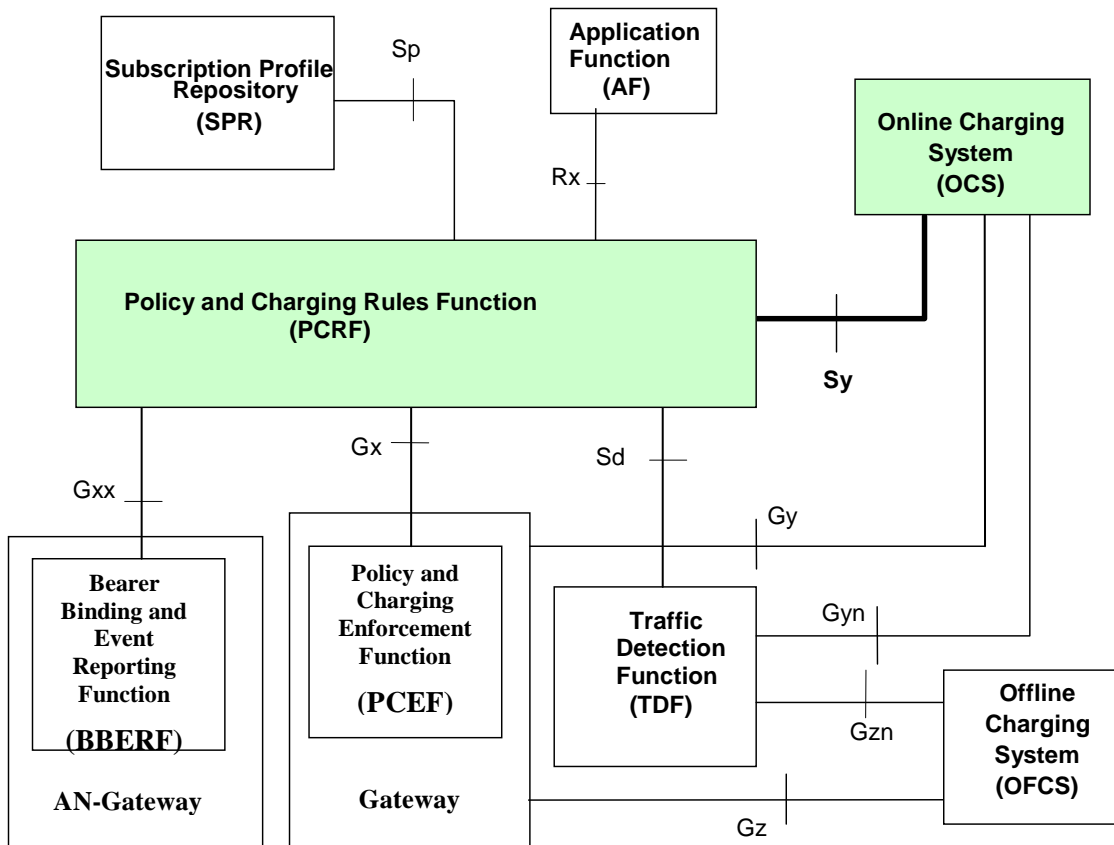 Sp
Subscription Profile
Repository
(SPR)
Application
Function
(AF)
Rx
Online Charging
System
(OCS)
Policy and Charging Rules Function
(PCRF)
Sy
Gxx
Gx
Sd
Gy
Bearer
Binding and
Event
Reporting
Function
(BBERF)
AN-Gateway
Policy and
Charging
Enforcement
Function
(PCEF)
Gateway
Traffic
Detection
Function
(TDF)
Gyn
Gzn
Gz
Offline
Charging
System
(OFCS)